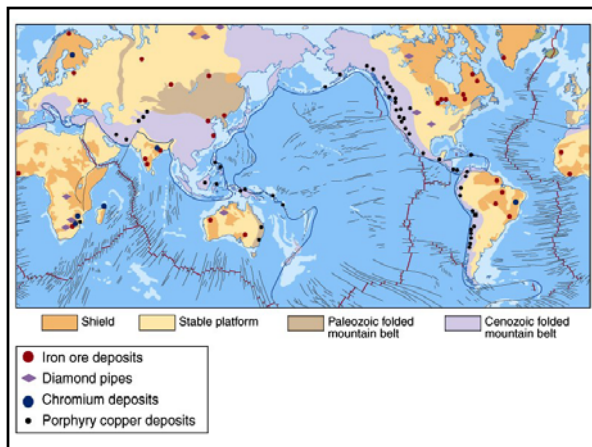 Shield
Stable platform
Paleozoic folded
mountain belt
Cenozoic folded
mountain belt
Iron ore deposits
Diamond pipes
Chromium deposits
Porphyry copper deposits